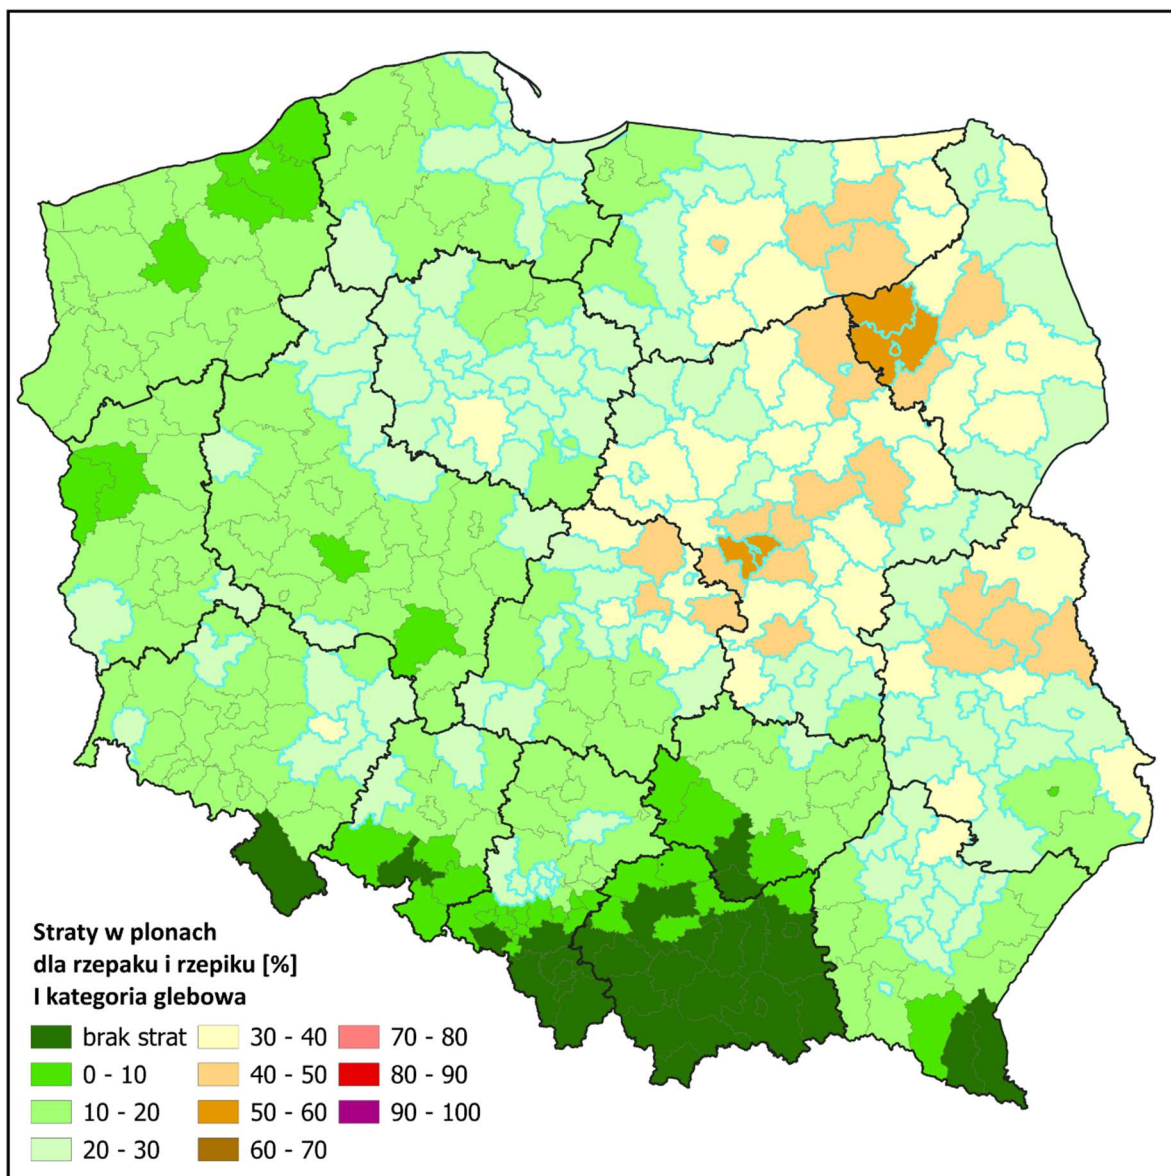 Straty w plonach
dla rzepaku i rzepiku [%]
I kategoria glebowa
brak strat
0 - 10
10 - 20
20 - 30
30 - 40
40 - 50
50 - 60
60 - 70
70 - 80
80 - 90
90 - 100